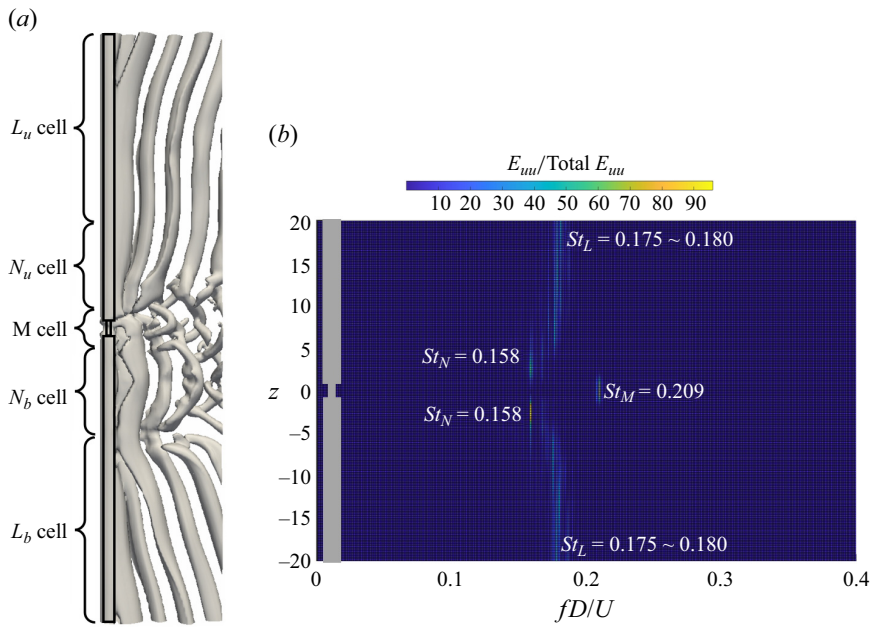 (a)
L_u cell
N_u cell
M cell
N_b cell
L_b cell
(b)
E_uu/Total E_uu
10 20 30 40 50 60 70 80 90
20
15
10
5
0
−5
−10
−15
−20
z
St_L = 0.175 ~ 0.180
St_N = 0.158
St_M = 0.209
St_N = 0.158
St_L = 0.175 ~ 0.180
0 0.1 0.2 0.3 0.4
fD/U